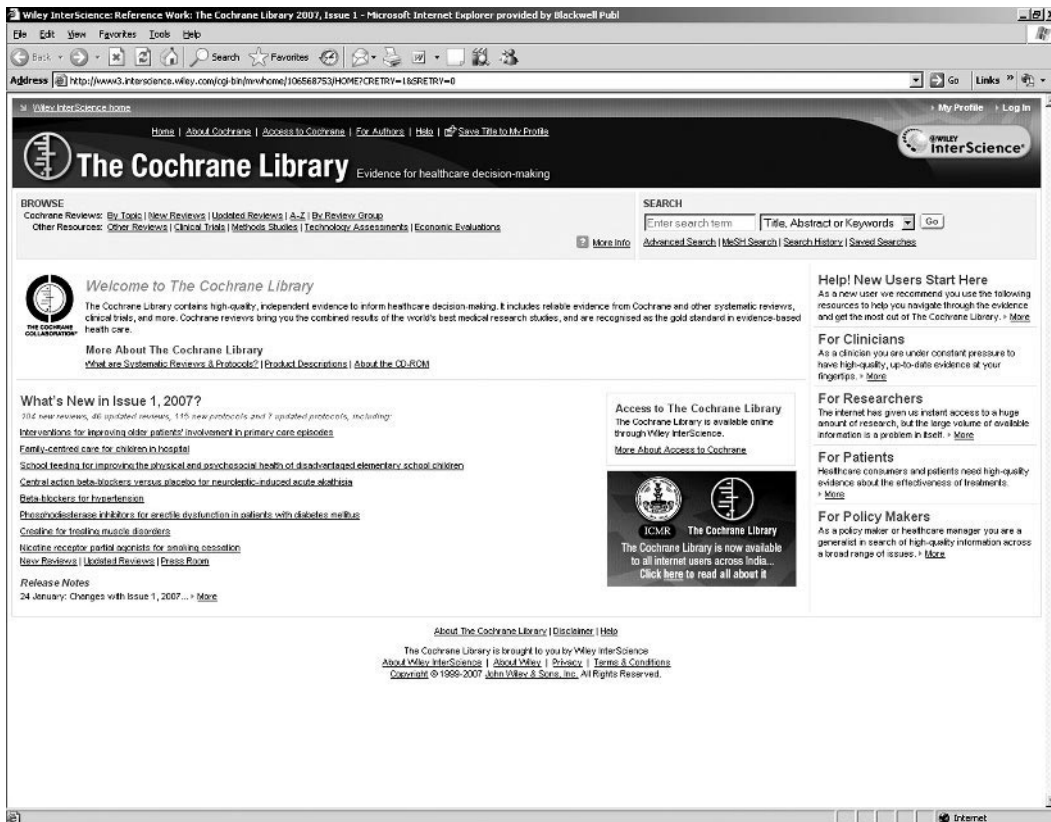 Wiley InterScience: Reference Work: The Cochrane Library 2007, Issue 1 - Microsoft Internet Explorer provided by Blackwell Publ
File Edit View Favorites Tools Help
Back Search Favorites
Address http://www3.interscience.wiley.com/cgi-bin/mrwhome/106568753/HOME?CRETRY=1&SRETRY=0 Go Links »
Wiley InterScience home
My Profile Log In
Home | About Cochrane | Access to Cochrane | For Authors | Help | Save Title to My Profile
The Cochrane Library Evidence for healthcare decision-making
WILEY
InterScience®
BROWSE
Cochrane Reviews: By Topic | New Reviews | Updated Reviews | A-Z | By Review Group
Other Resources: Other Reviews | Clinical Trials | Methods Studies | Technology Assessments | Economic Evaluations
? More Info
SEARCH
Enter search term Title, Abstract or Keywords Go
Advanced Search | MeSH Search | Search History | Saved Searches
THE COCHRANE
COLLABORATION®
Welcome to The Cochrane Library
The Cochrane Library contains high-quality, independent evidence to inform healthcare decision-making. It includes reliable evidence from Cochrane and other systematic reviews,
clinical trials, and more. Cochrane reviews bring you the combined results of the world's best medical research studies, and are recognised as the gold standard in evidence-based
health care.
More About The Cochrane Library
What are Systematic Reviews & Protocols? | Product Descriptions | About the CD-ROM
What's New in Issue 1, 2007?
104 new reviews, 46 updated reviews, 115 new protocols and 7 updated protocols, including:
Interventions for improving older patients' involvement in primary care episodes
Family-centred care for children in hospital
School feeding for improving the physical and psychosocial health of disadvantaged elementary school children
Central action beta-blockers versus placebo for neuroleptic-induced acute akathisia
Beta-blockers for hypertension
Phosphodiesterase inhibitors for erectile dysfunction in patients with diabetes mellitus
Creatine for treating muscle disorders
Nicotine receptor partial agonists for smoking cessation
New Reviews | Updated Reviews | Press Room
Release Notes
24 January: Changes with Issue 1, 2007... More
Access to The Cochrane Library
The Cochrane Library is available online
through Wiley InterScience.
More About Access to Cochrane
ICMR The Cochrane Library
The Cochrane Library is now available
to all internet users across India...
Click here to read all about it
Help! New Users Start Here
As a new user we recommend you use the following
resources to help you navigate through the evidence
and get the most out of The Cochrane Library. More
For Clinicians
As a clinician you are under constant pressure to
have high-quality, up-to-date evidence at your
fingertips. More
For Researchers
The internet has given us instant access to a huge
amount of research, but the large volume of available
information is a problem in itself. More
For Patients
Healthcare consumers and patients need high-quality
evidence about the effectiveness of treatments.
More
For Policy Makers
As a policy maker or healthcare manager you are a
generalist in search of high-quality information across
a broad range of issues. More
About The Cochrane Library | Disclaimer | Help
The Cochrane Library is brought to you by Wiley InterScience
About Wiley InterScience | About Wiley | Privacy | Terms & Conditions
Copyright © 1999-2007 John Wiley & Sons, Inc. All Rights Reserved.
Internet